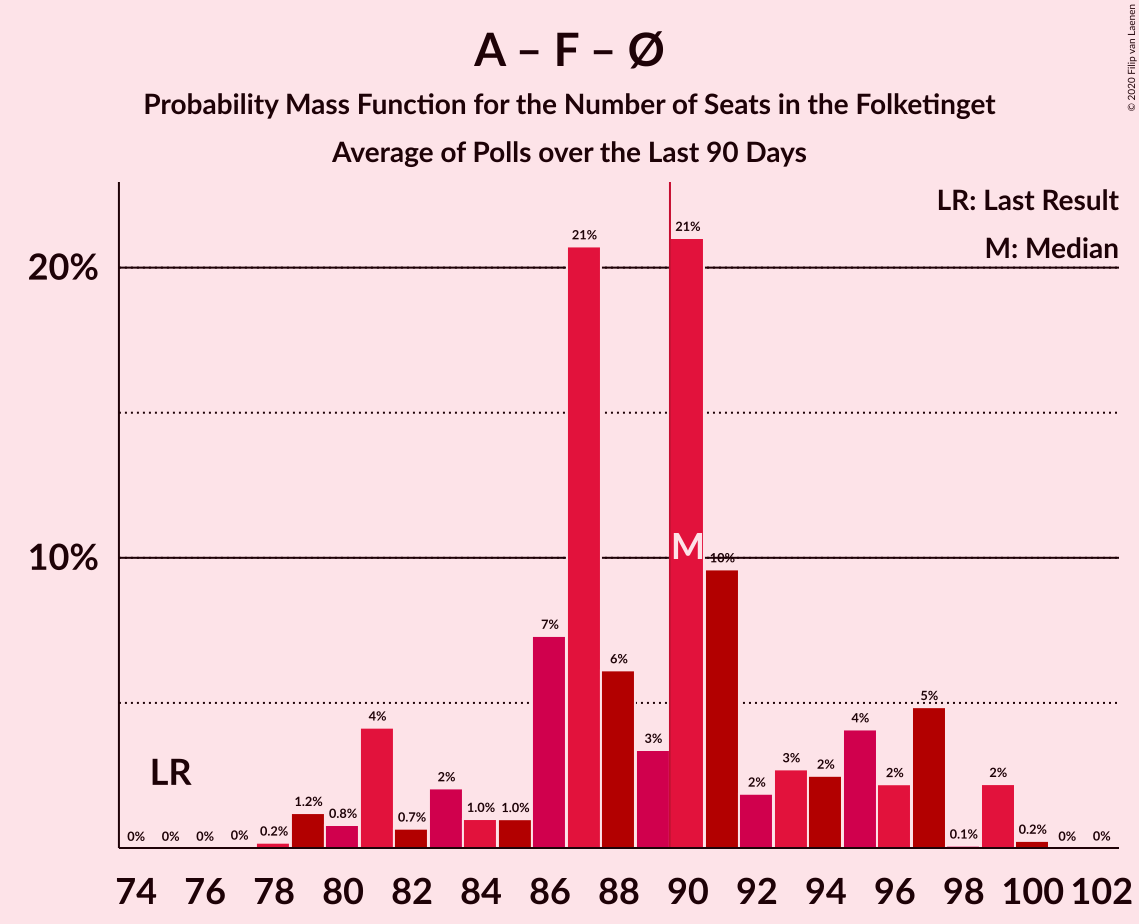 A – F – Ø
Probability Mass Function for the Number of Seats in the Folketinget
Average of Polls over the Last 90 Days
© 2020 Filip van Laenen
LR: Last Result
M: Median
20%
10%
LR
M
0% 0% 0% 0% 0.2% 1.2% 0.8% 4% 0.7% 2% 1.0% 1.0% 7% 21% 6% 3% 21% 10% 2% 3% 2% 4% 2% 5% 0.1% 2% 0.2% 0% 0%
74 76 78 80 82 84 86 88 90 92 94 96 98 100 102